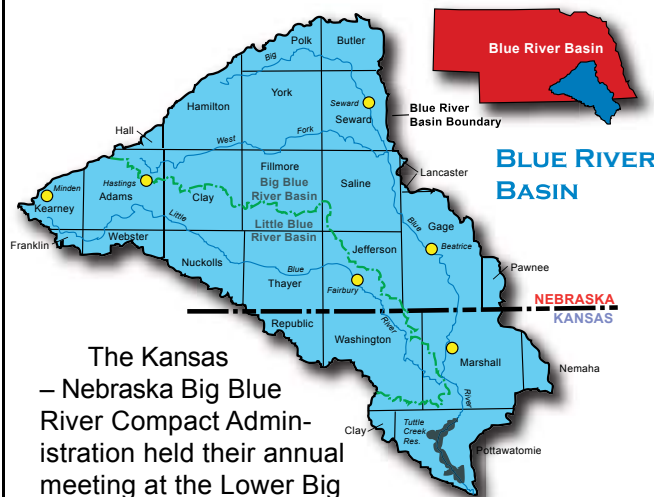 Polk
Butler
Big
Blue River Basin
York
Hamilton
Seward
Seward
Blue River
Basin Boundary
Hall
West
Fork
BLUE RIVER
BASIN
Fillmore
Lancaster
Minden
Hastings
Adams
Clay
Big Blue
River Basin
Saline
Kearney
Little
Little Blue
River Basin
Blue
Gage
Franklin
Webster
Jefferson
Beatrice
Nuckolls
Blue
Thayer
Fairbury
Pawnee
NEBRASKA
KANSAS
Republic
River
Washington
Marshall
Nemaha
River
Clay
Tuttle
Creek
Res.
Pottawatomie
The Kansas
– Nebraska Big Blue
River Compact Admin-
istration held their annual
meeting at the Lower Big